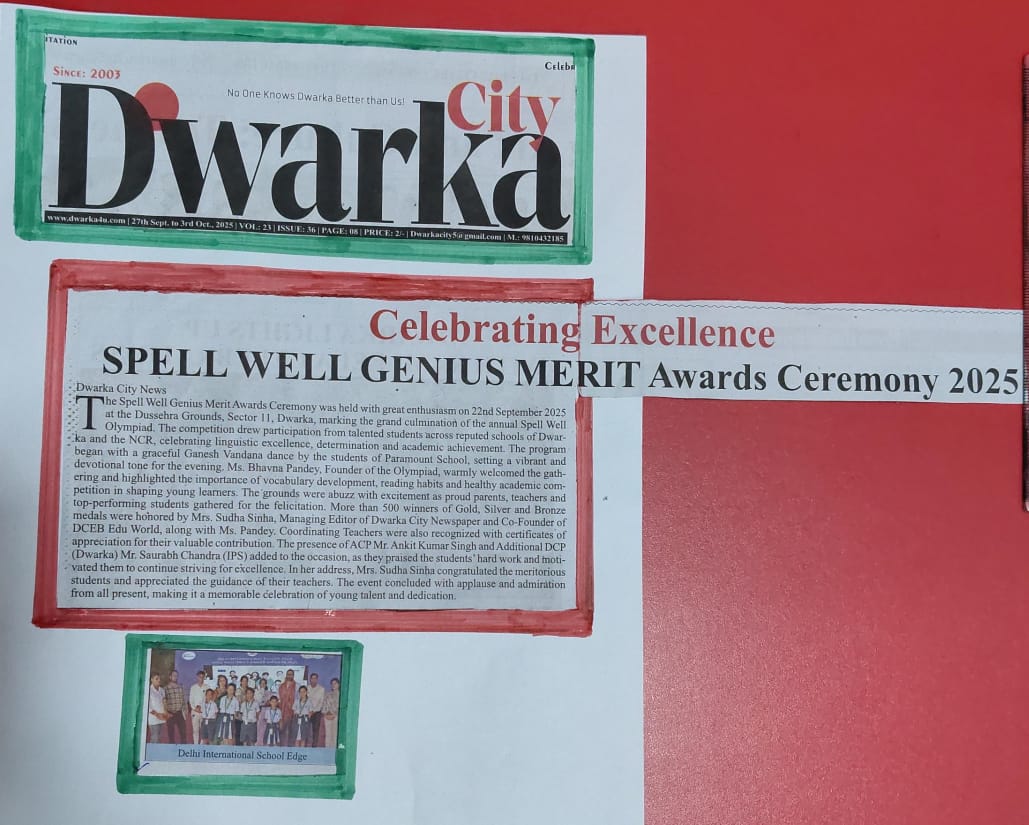 ITATION
CELEBR
SINCE: 2003
No One Knows Dwarka Better than Us!
City
Dwarka
www.dwarka4u.com | 27th Sept. to 3rd Oct., 2025 | VOL: 23 | ISSUE: 36 | PAGE: 08 | PRICE: 2/- | Dwarkacity5@gmail.com | M.: 9810432185
Celebrating Excellence
SPELL WELL GENIUS MERIT Awards Ceremony 2025
Dwarka City News
The Spell Well Genius Merit Awards Ceremony was held with great enthusiasm on 22nd September 2025
at the Dussehra Grounds, Sector 11, Dwarka, marking the grand culmination of the annual Spell Well
Olympiad. The competition drew participation from talented students across reputed schools of Dwar-
ka and the NCR, celebrating linguistic excellence, determination and academic achievement. The program
began with a graceful Ganesh Vandana dance by the students of Paramount School, setting a vibrant and
devotional tone for the evening. Ms. Bhavna Pandey, Founder of the Olympiad, warmly welcomed the gath-
ering and highlighted the importance of vocabulary development, reading habits and healthy academic com-
petition in shaping young learners. The grounds were abuzz with excitement as proud parents, teachers and
top-performing students gathered for the felicitation. More than 500 winners of Gold, Silver and Bronze
medals were honored by Mrs. Sudha Sinha, Managing Editor of Dwarka City Newspaper and Co-Founder of
DCEB Edu World, along with Ms. Pandey. Coordinating Teachers were also recognized with certificates of
appreciation for their valuable contribution. The presence of ACP Mr. Ankit Kumar Singh and Additional DCP
(Dwarka) Mr. Saurabh Chandra (IPS) added to the occasion, as they praised the students' hard work and moti-
vated them to continue striving for excellence. In her address, Mrs. Sudha Sinha congratulated the meritorious
students and appreciated the guidance of their teachers. The event concluded with applause and admiration
from all present, making it a memorable celebration of young talent and dedication.
Delhi International School Edge